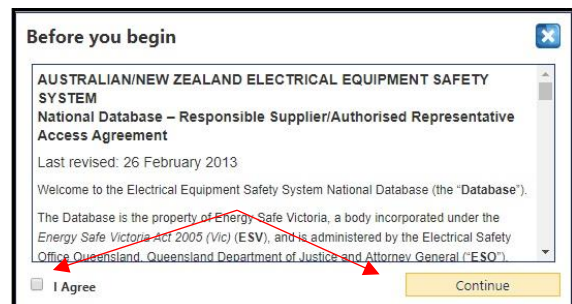 Before you begin
AUSTRALIAN/NEW ZEALAND ELECTRICAL EQUIPMENT SAFETY
SYSTEM
National Database – Responsible Supplier/Authorised Representative
Access Agreement
Last revised: 26 February 2013
Welcome to the Electrical Equipment Safety System National Database (the “Database”).
The Database is the property of Energy Safe Victoria, a body incorporated under the
Energy Safe Victoria Act 2005 (Vic) (ESV), and is administered by the Electrical Safety
Office Queensland, Queensland Department of Justice and Attorney General (“ESO”).
I Agree
Continue